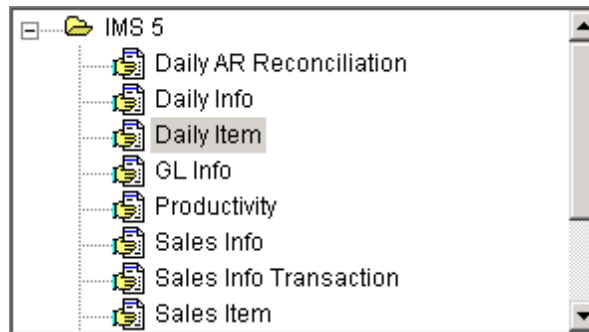 IMS 5
Daily AR Reconciliation
Daily Info
Daily Item
GL Info
Productivity
Sales Info
Sales Info Transaction
Sales Item